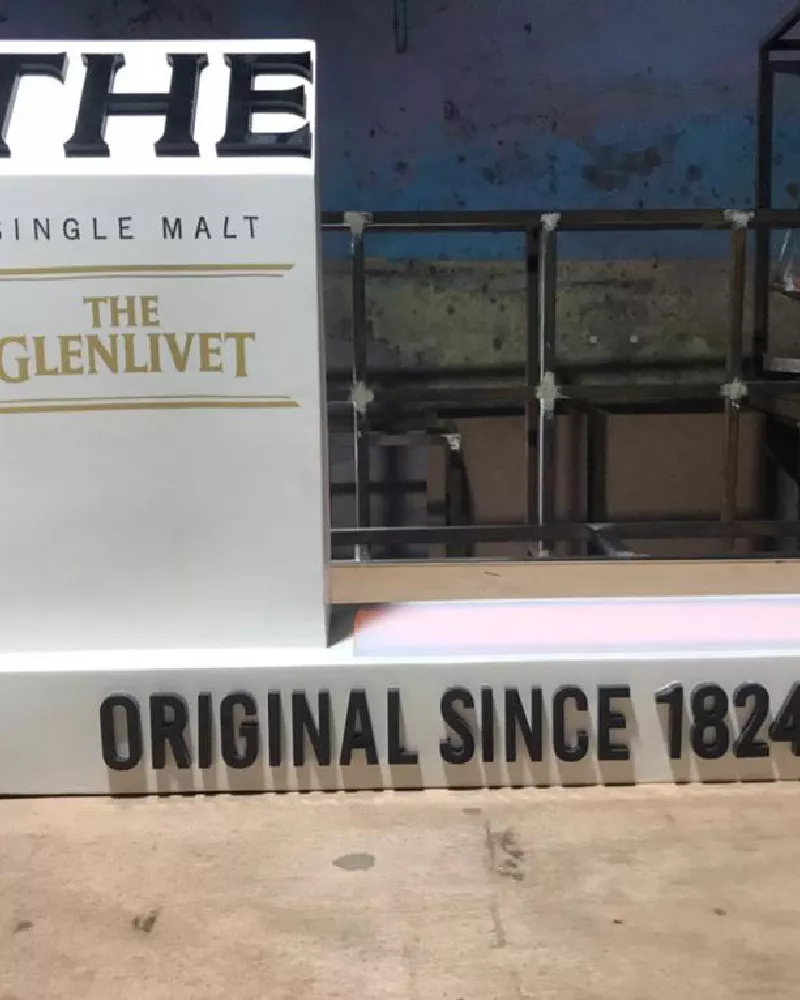 THE
SINGLE MALT
THE
GLENLIVET
ORIGINAL SINCE 1824